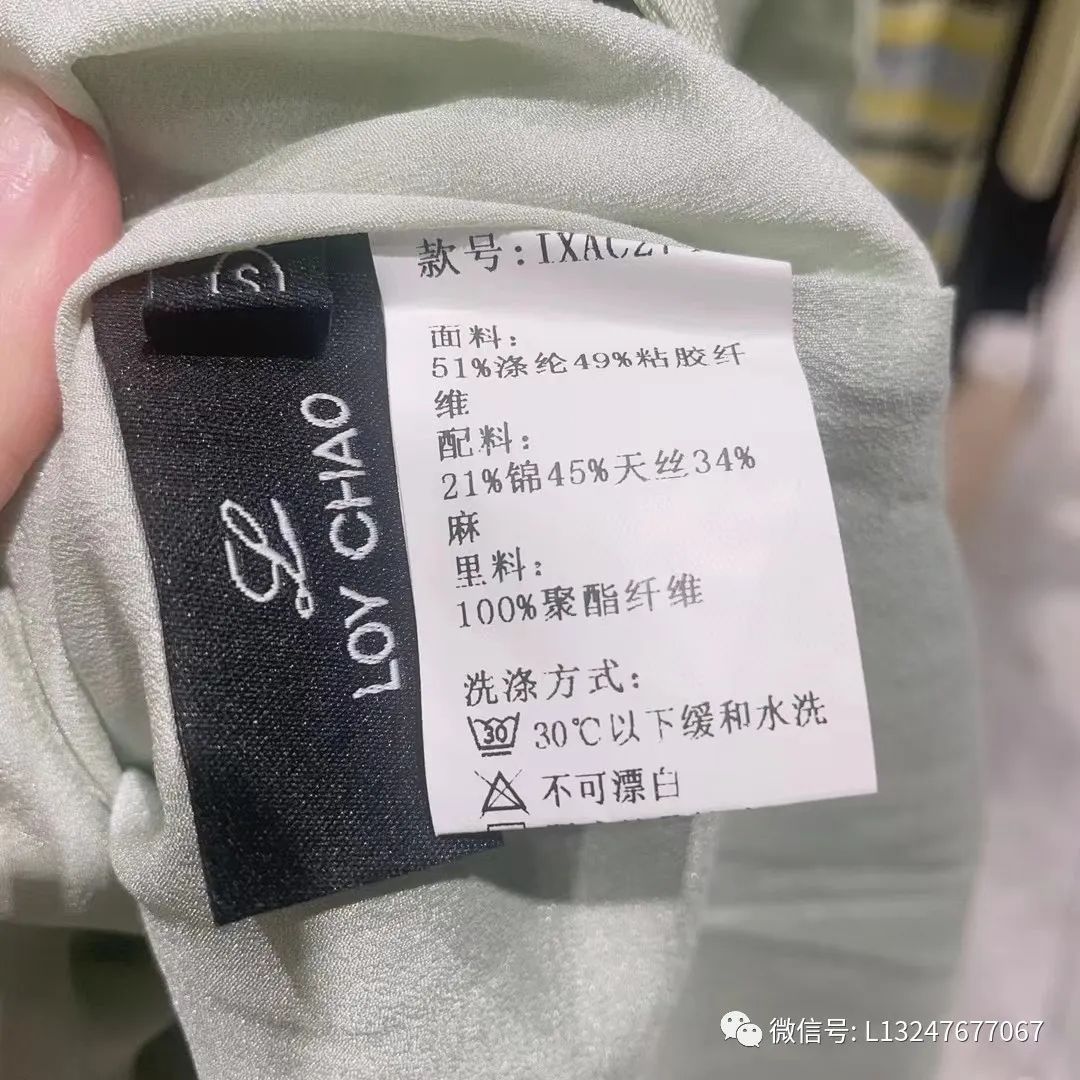 款号:IXAC27
面料:
51%涤纶49%粘胶纤
维
配料:
21%锦45%天丝34%
麻
里料:
100%聚酯纤维
洗涤方式:
30
30℃以下缓和水洗
不可漂白
S
L
LOY CHAO
微信号: L13247677067